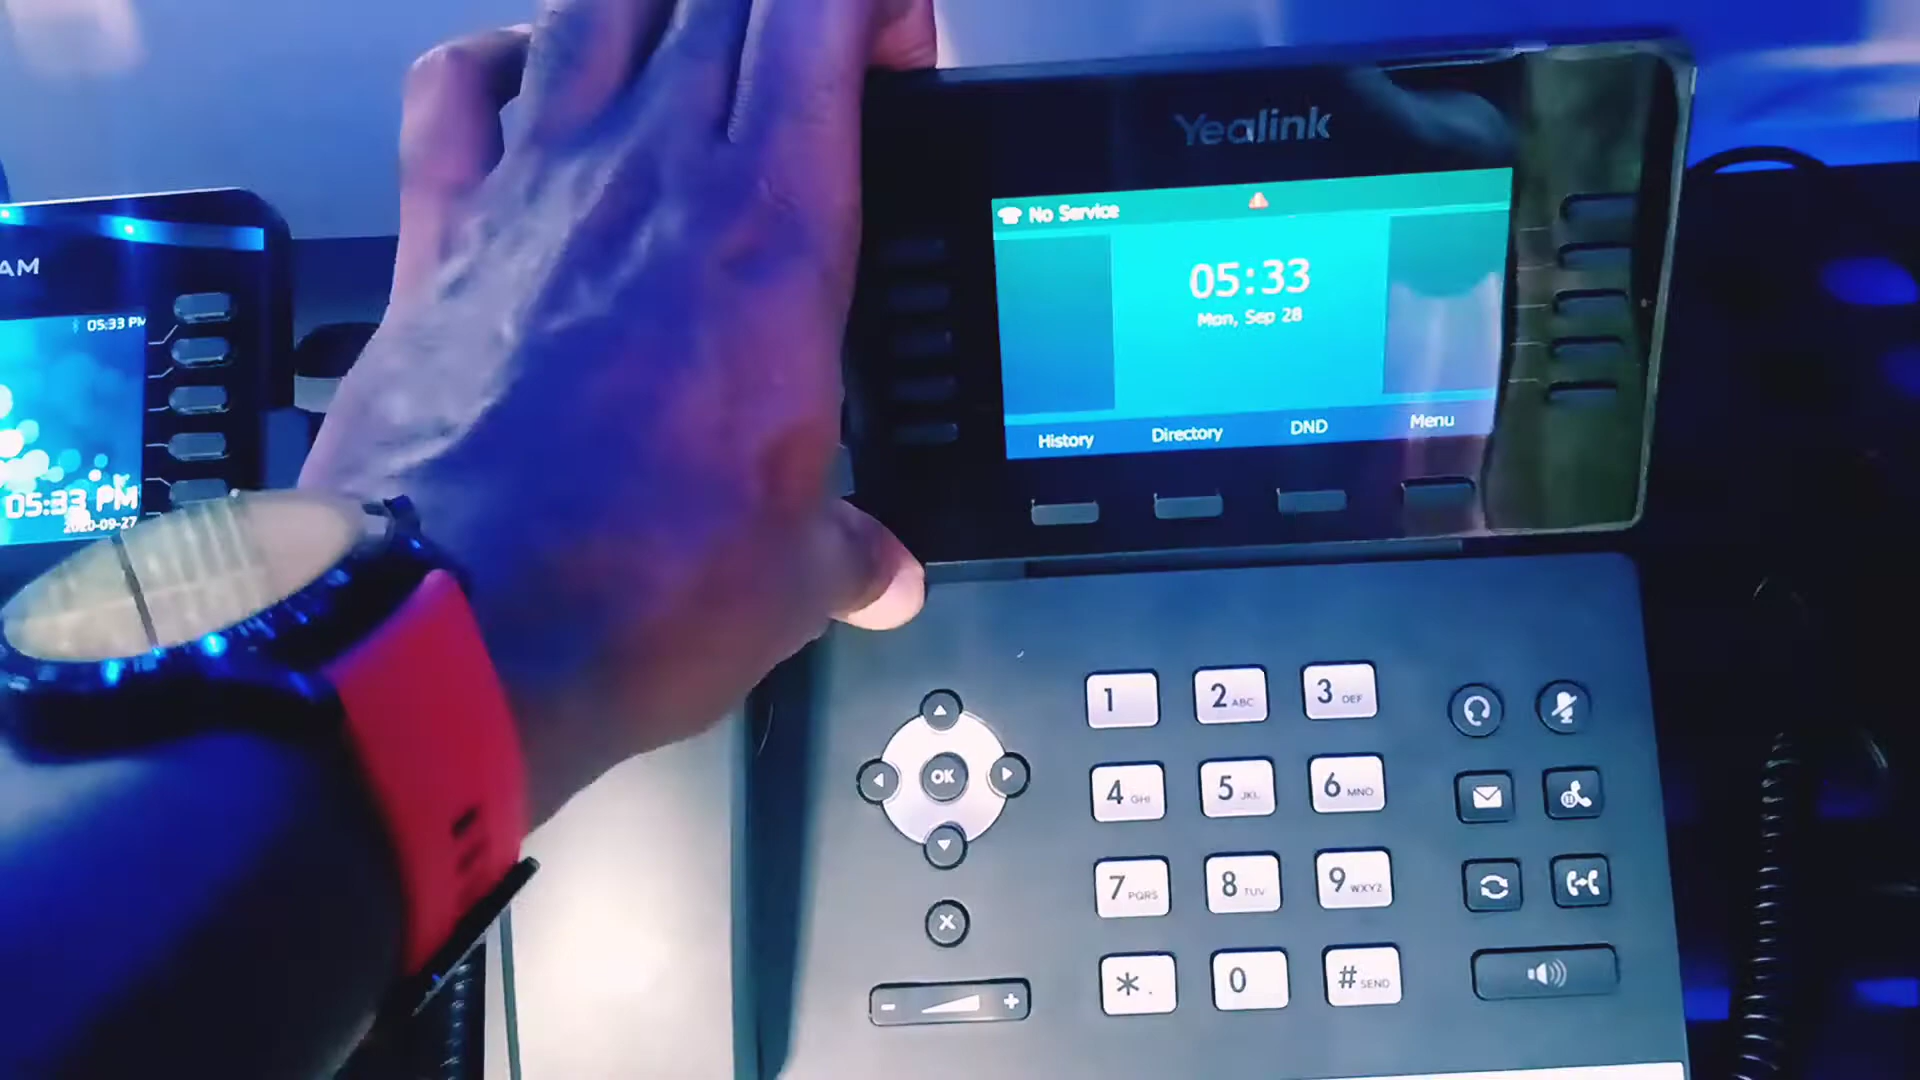 Yealink
No Service
05:33
Mon, Sep 28
History Directory DND Menu
AM
05:33 PM
05:33 PM
2020-09-27
1
2 ABC
3 DEF
4 GHI
5 JKL
6 MNO
OK
7 PQRS
8 TUV
9 WXYZ
* .
0
# SEND
- +